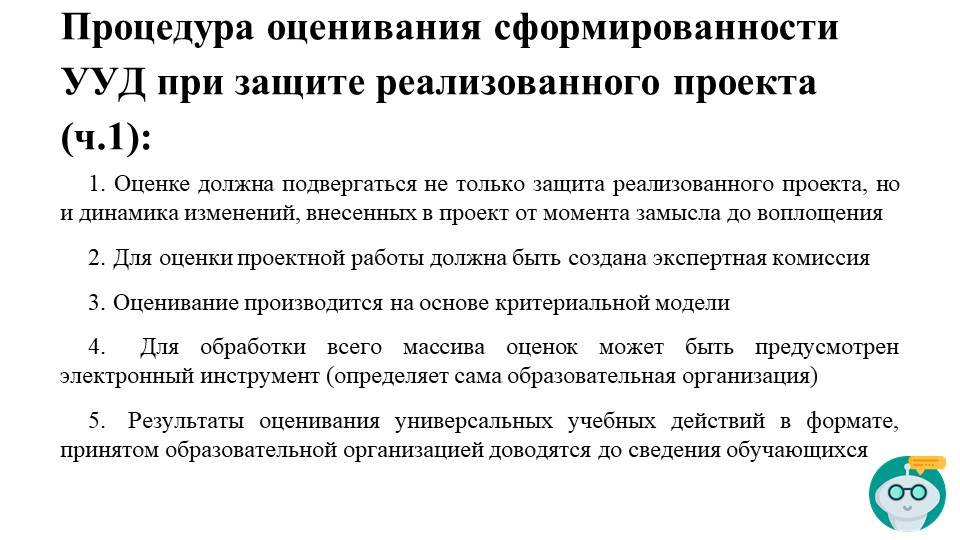 Процедура оценивания сформированности
УУД при защите реализованного проекта
(ч.1):
1. Оценке должна подвергаться не только защита реализованного проекта, но
и динамика изменений, внесенных в проект от момента замысла до воплощения
2. Для оценки проектной работы должна быть создана экспертная комиссия
3. Оценивание производится на основе критериальной модели
4. Для обработки всего массива оценок может быть предусмотрен
электронный инструмент (определяет сама образовательная организация)
5. Результаты оценивания универсальных учебных действий в формате,
принятом образовательной организацией доводятся до сведения обучающихся